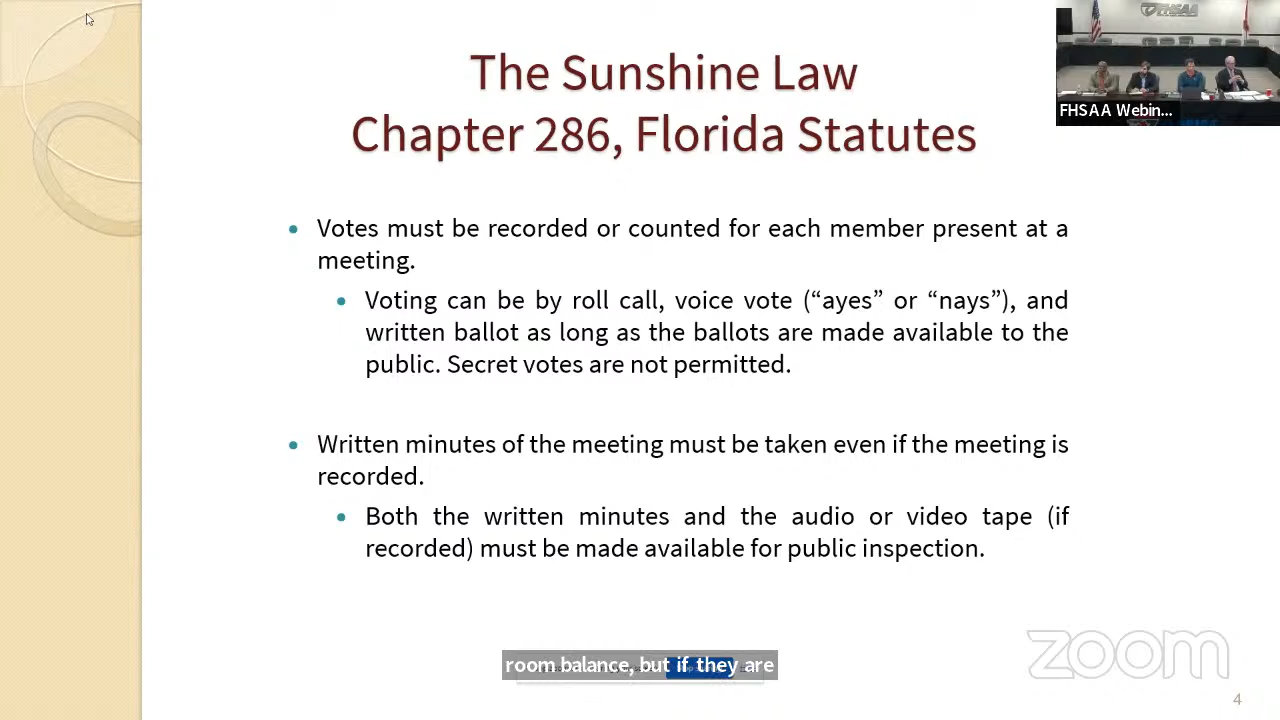 The Sunshine Law
Chapter 286, Florida Statutes
FHSAA
FHSAA Webin...
• Votes must be recorded or counted for each member present at a
meeting.
• Voting can be by roll call, voice vote (“ayes” or “nays”), and
written ballot as long as the ballots are made available to the
public. Secret votes are not permitted.
• Written minutes of the meeting must be taken even if the meeting is
recorded.
• Both the written minutes and the audio or video tape (if
recorded) must be made available for public inspection.
room balance, but if they are
zoom
4